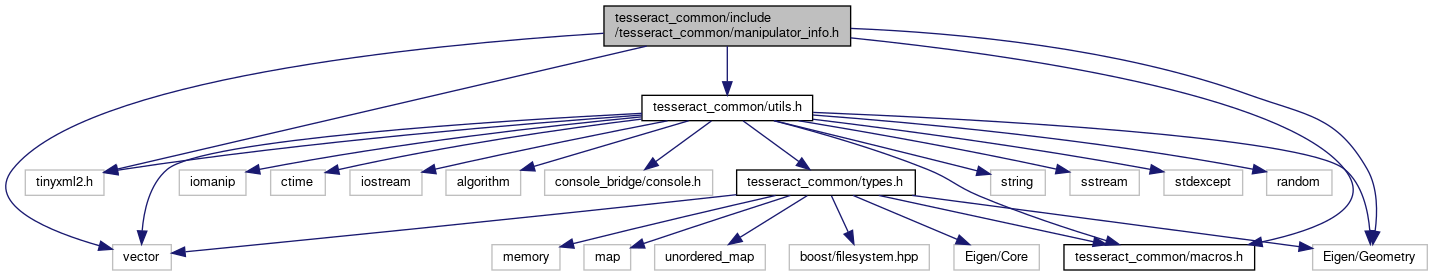 tesseract_common/include
/tesseract_common/manipulator_info.h
tesseract_common/utils.h
tinyxml2.h
iomanip
ctime
iostream
algorithm
console_bridge/console.h
tesseract_common/types.h
string
sstream
stdexcept
random
vector
memory
map
unordered_map
boost/filesystem.hpp
Eigen/Core
tesseract_common/macros.h
Eigen/Geometry